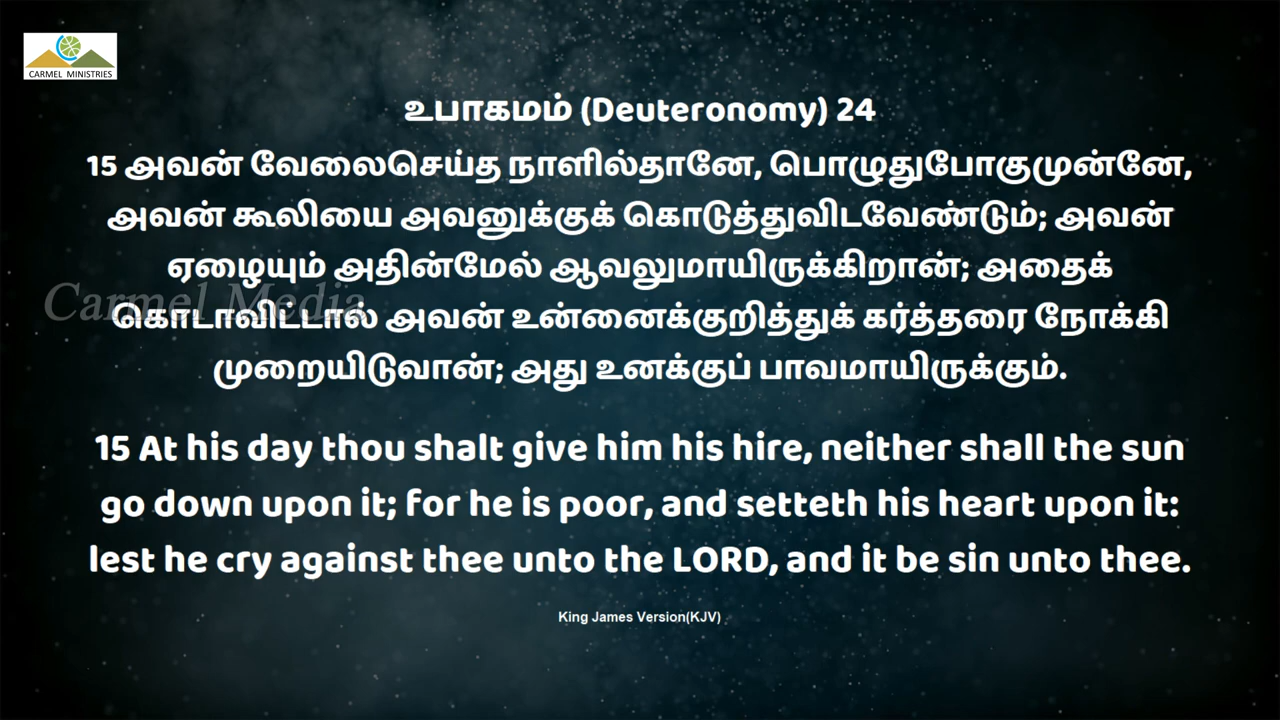 CARMEL MINISTRIES
உபாகமம் (Deuteronomy) 24
15 அவன் வேலைசெய்த நாளில்தானே, பொழுதுபோகுமுன்னே,
அவன் கூலியை அவனுக்குக் கொடுத்துவிடவேண்டும்; அவன்
ஏழையும் அதின்மேல் ஆவலுமாயிருக்கிறான்; அதைக்
Carmel Media
கொடாவிட்டால் அவன் உன்னைக்குறித்துக் கர்த்தரை நோக்கி
முறையிடுவான்; அது உனக்குப் பாவமாயிருக்கும்.
15 At his day thou shalt give him his hire, neither shall the sun
go down upon it; for he is poor, and setteth his heart upon it:
lest he cry against thee unto the LORD, and it be sin unto thee.
King James Version(KJV)